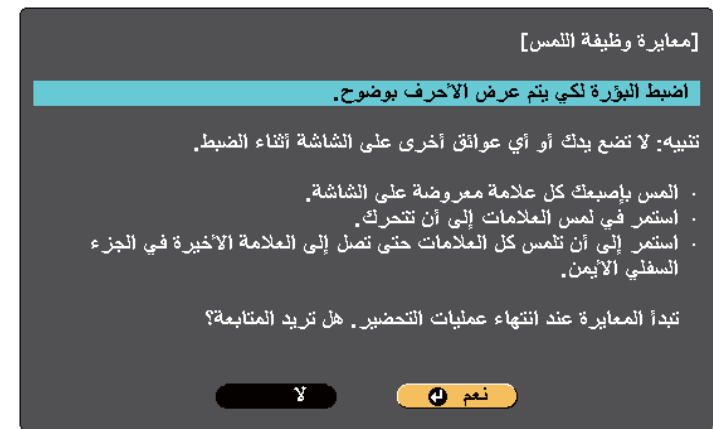 [معايرة وظيفة اللمس]
اضبط البؤرة لكي يتم عرض الأحرف بوضوح.
تنبيه: لا تضع يدك أو أي عوائق أخرى على الشاشة أثناء الضبط.
· المس بإصبعك كل علامة معروضة على الشاشة.
· استمر في لمس العلامات إلى أن تتحرك.
· استمر إلى أن تلمس كل العلامات حتى تصل إلى العلامة الأخيرة في الجزء
السفلي الأيمن.
تبدأ المعايرة عند انتهاء عمليات التحضير. هل تريد المتابعة؟
نعم لا